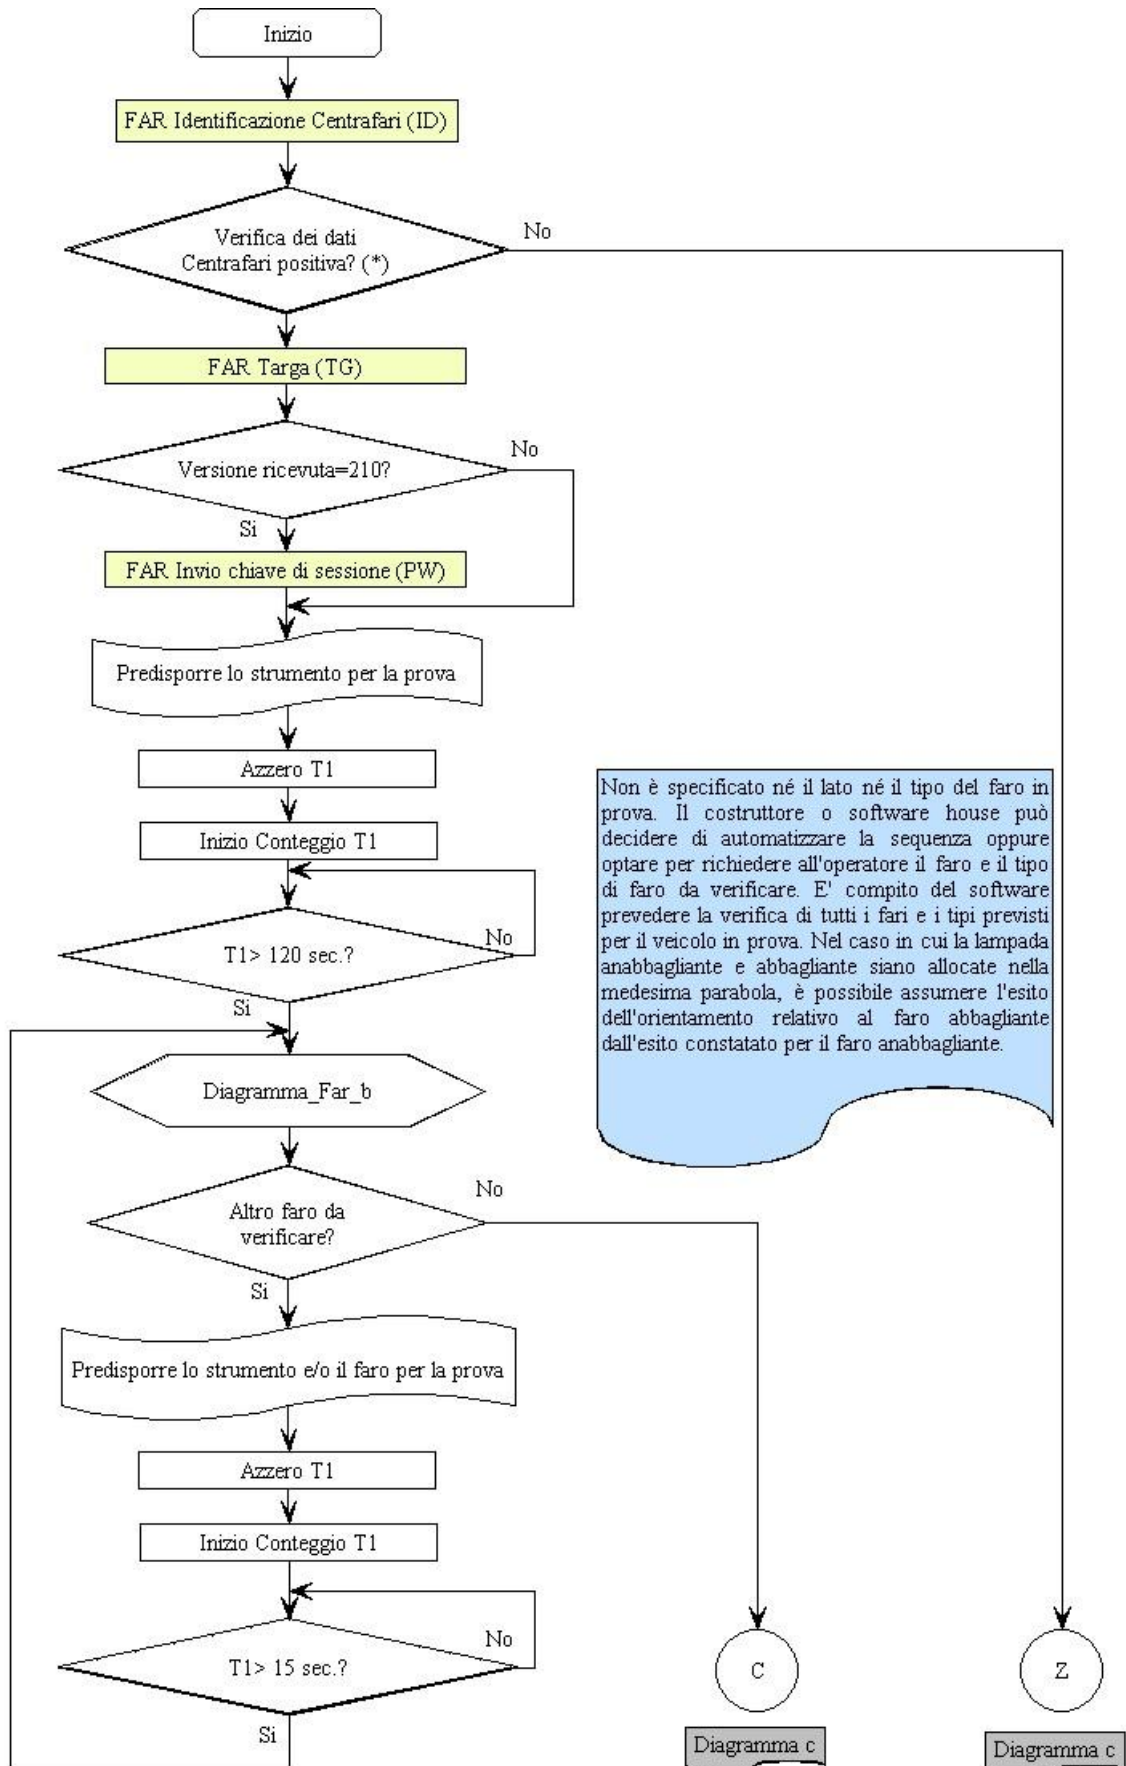 Inizio
FAR Identificazione Centrafari (ID)
Verifica dei dati
Centrafari positiva? (*)
No
FAR Targa (TG)
Versione ricevuta=210?
No
Si
FAR Invio chiave di sessione (PW)
Predisporre lo strumento per la prova
Azzero T1
Inizio Conteggio T1
T1> 120 sec.?
No
Si
Non è specificato né il lato né il tipo del faro in
prova. Il costruttore o software house può
decidere di automatizzare la sequenza oppure
optare per richiedere all'operatore il faro e il tipo
di faro da verificare. E' compito del software
prevedere la verifica di tutti i fari e i tipi previsti
per il veicolo in prova. Nel caso in cui la lampada
anabbagliante e abbagliante siano allocate nella
medesima parabola, è possibile assumere l'esito
dell'orientamento relativo al faro abbagliante
dall'esito constatato per il faro anabbagliante.
Diagramma_Far_b
Altro faro da
verificare?
No
Si
Predisporre lo strumento e/o il faro per la prova
Azzero T1
Inizio Conteggio T1
T1> 15 sec.?
No
Si
C
Z
Diagramma c
Diagramma c